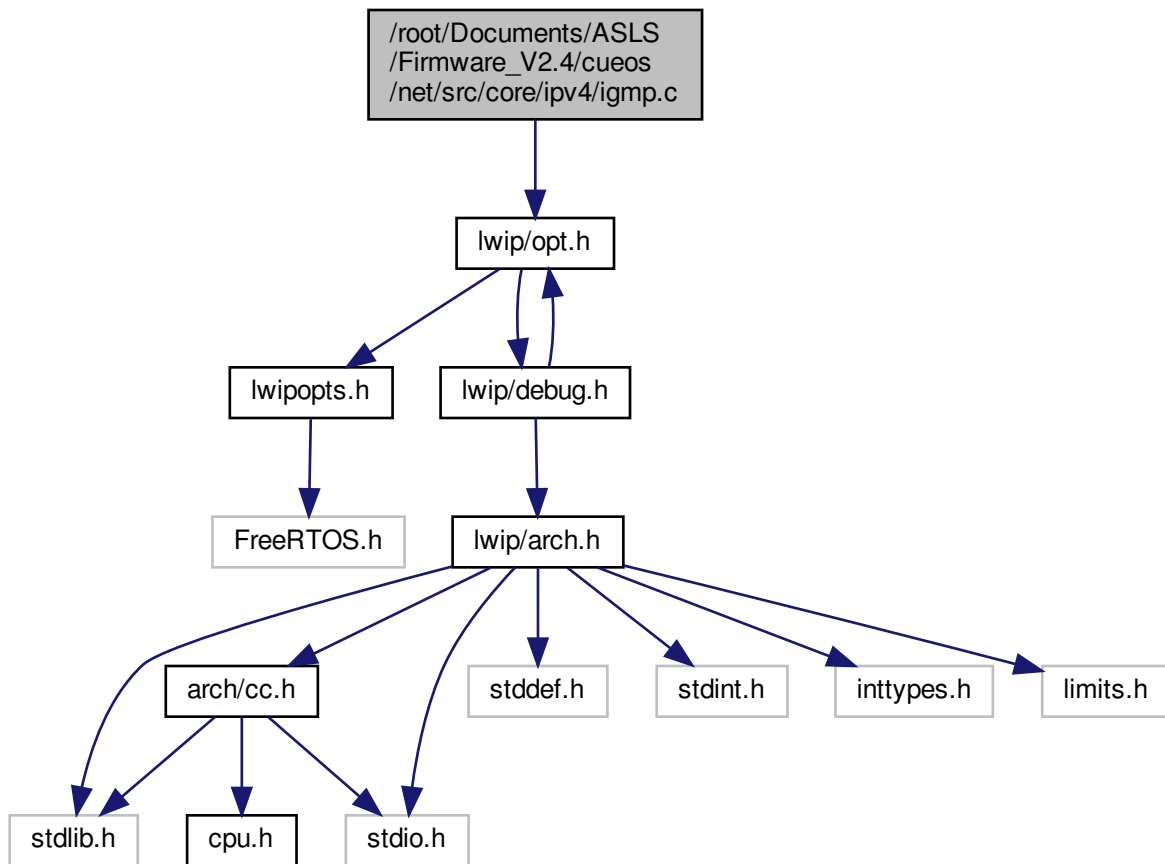 /root/Documents/ASLS
/Firmware_V2.4/cueos
/net/src/core/ipv4/igmp.c
lwip/opt.h
lwipopts.h
lwip/debug.h
FreeRTOS.h
lwip/arch.h
arch/cc.h
stddef.h
stdint.h
inttypes.h
limits.h
stdlib.h
cpu.h
stdio.h